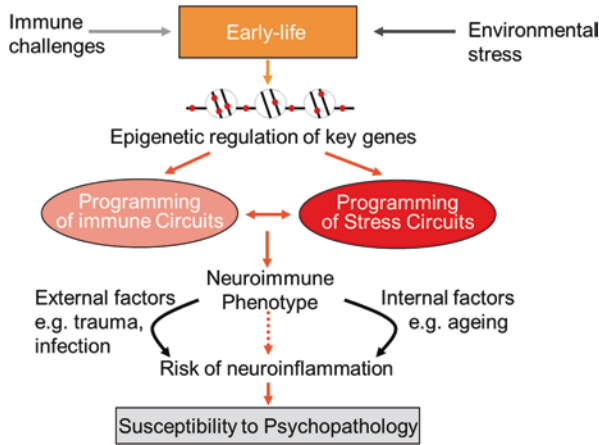 Immune
challenges
Early-life
Environmental
stress
Epigenetic regulation of key genes
Programming
of immune Circuits
Programming
of Stress Circuits
Neuroimmune
Phenotype
External factors
e.g. trauma,
infection
Internal factors
e.g. ageing
Risk of neuroinflammation
Susceptibility to Psychopathology